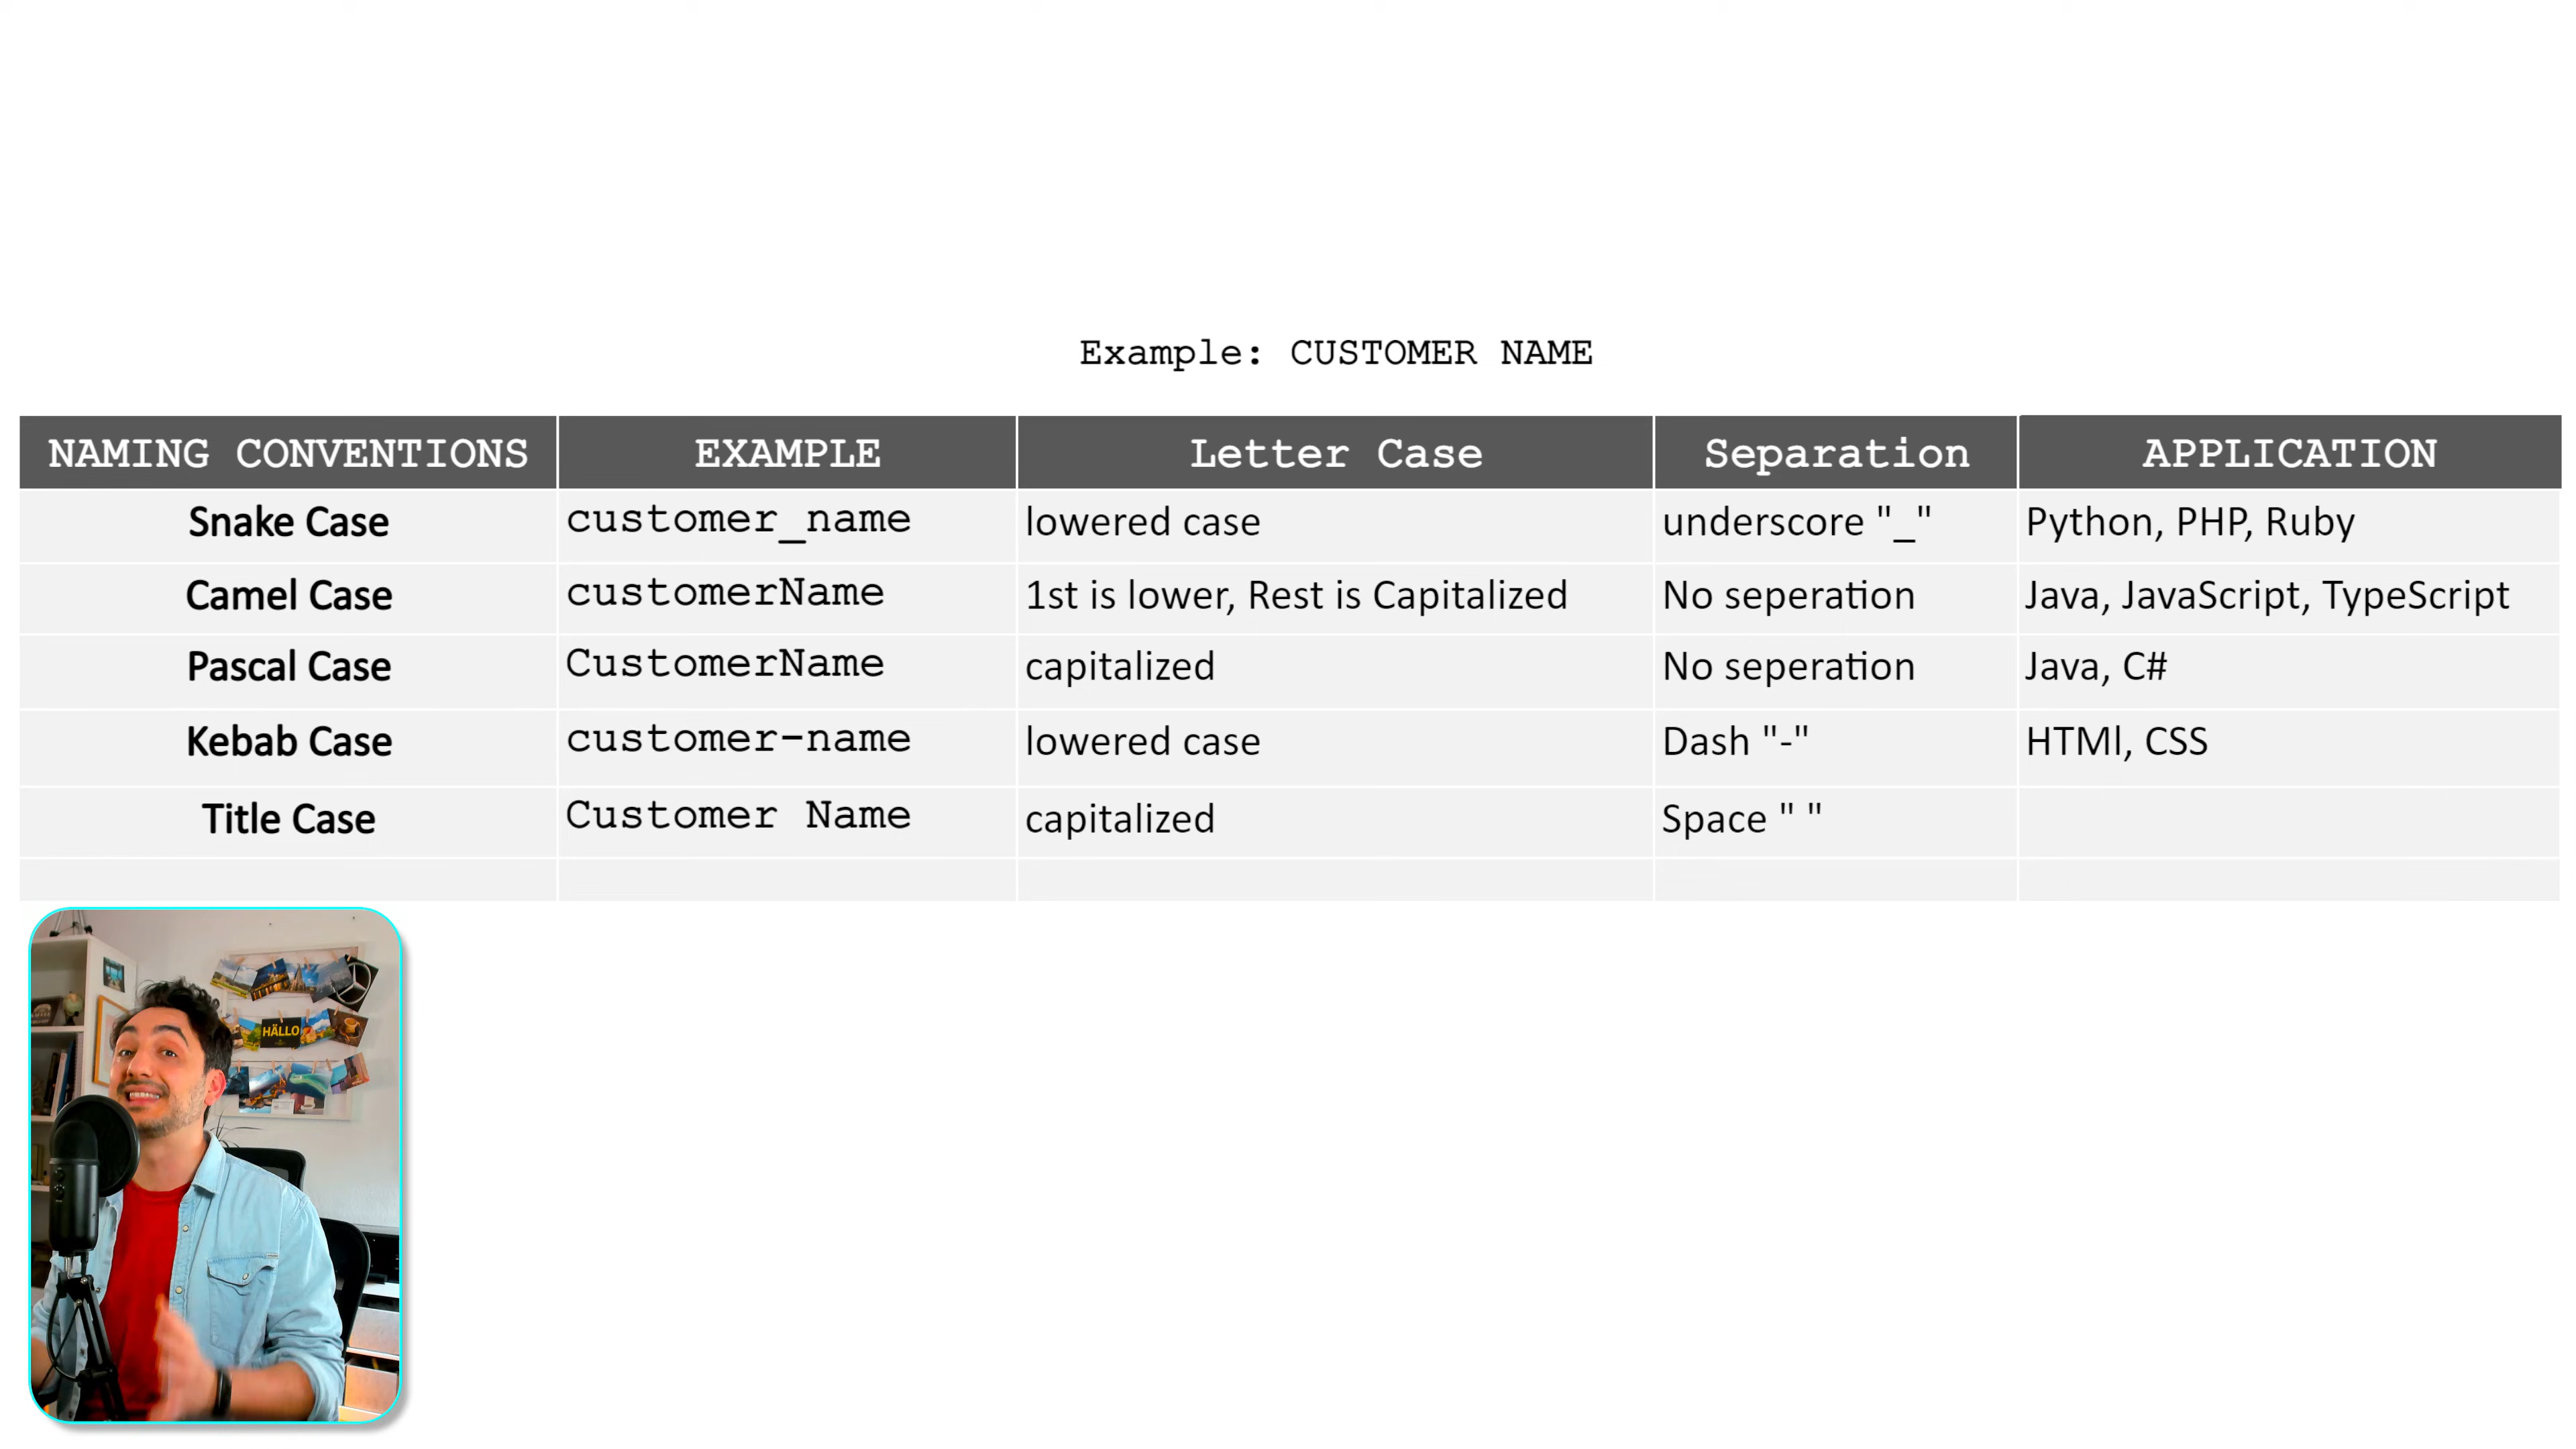 Example: CUSTOMER NAME
NAMING CONVENTIONS EXAMPLE Letter Case Separation APPLICATION
Snake Case customer_name lowered case underscore "_" Python, PHP, Ruby
Camel Case customerName 1st is lower, Rest is Capitalized No seperation Java, JavaScript, TypeScript
Pascal Case CustomerName capitalized No seperation Java, C#
Kebab Case customer-name lowered case Dash "-" HTMl, CSS
Title Case Customer Name capitalized Space " "
HÄLLO